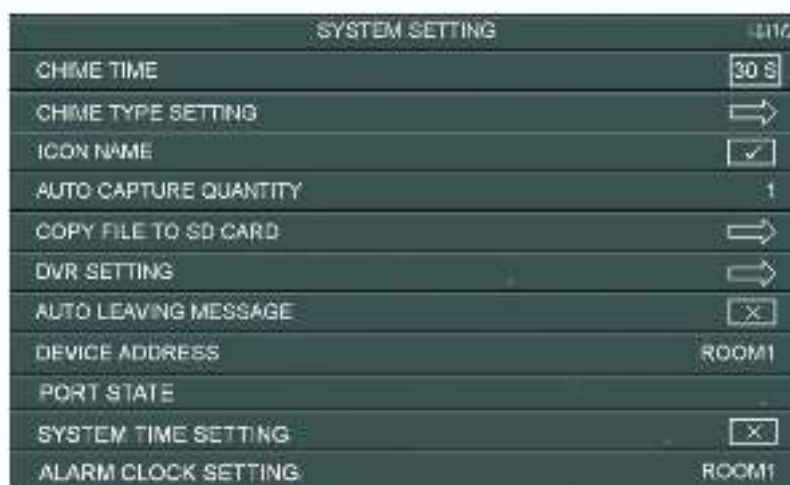 SYSTEM SETTING
CHIME TIME 30 S
CHIME TYPE SETTING
ICON NAME
AUTO CAPTURE QUANTITY 1
COPY FILE TO SD CARD
DVR SETTING
AUTO LEAVING MESSAGE
DEVICE ADDRESS ROOM1
PORT STATE
SYSTEM TIME SETTING
ALARM CLOCK SETTING ROOM1